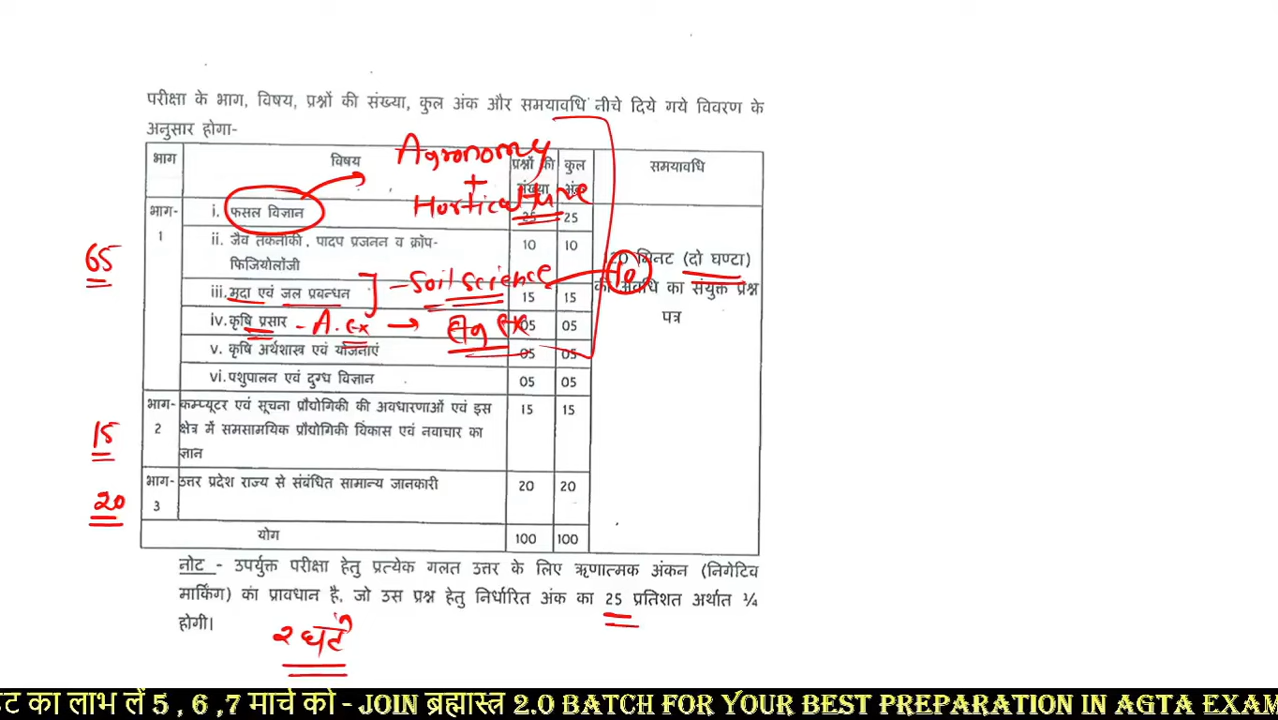 परीक्षा के भाग, विषय, प्रश्नों की संख्या, कुल अंक और समयावधि नीचे दिये गये विवरण के
अनुसार होगा-
भाग विषय प्रश्नों की संख्या कुल अंक समयावधि
Agronomy
+
Horticulture
भाग-1 i. फसल विज्ञान 25 25
ii. जैव तकनीकी, पादप प्रजनन व क्रॉप- 10 10
फिजियोलॉजी
65
iii. मृदा एवं जल प्रबन्धन - Soil Science 15 15
iv. कृषि प्रसार - A. Ex → Ag Ex 05 05
v. कृषि अर्थशास्त्र एवं योजनाएं 05 05
vi. पशुपालन एवं दुग्ध विज्ञान 05 05
मिनट (दो घण्टा)
की अवधि का संयुक्त प्रश्न
पत्र
भाग-2 कम्प्यूटर एवं सूचना प्रौद्योगिकी की अवधारणाओं एवं इस 15 15
क्षेत्र में समसामयिक प्रौद्योगिकी विकास एवं नवाचार का
ज्ञान
15
भाग-3 उत्तर प्रदेश राज्य से संबंधित सामान्य जानकारी 20 20
20
योग 100 100
नोट - उपर्युक्त परीक्षा हेतु प्रत्येक गलत उत्तर के लिए ऋणात्मक अंकन (निगेटिव
मार्किंग) का प्रावधान है, जो उस प्रश्न हेतु निर्धारित अंक का 25 प्रतिशत अर्थात ¼
होगी।
२ घंटे
का लाभ लें 5 , 6 ,7 मार्च को - JOIN ब्रह्मास्त्र 2.0 BATCH FOR YOUR BEST PREPARATION IN AGTA EXAM